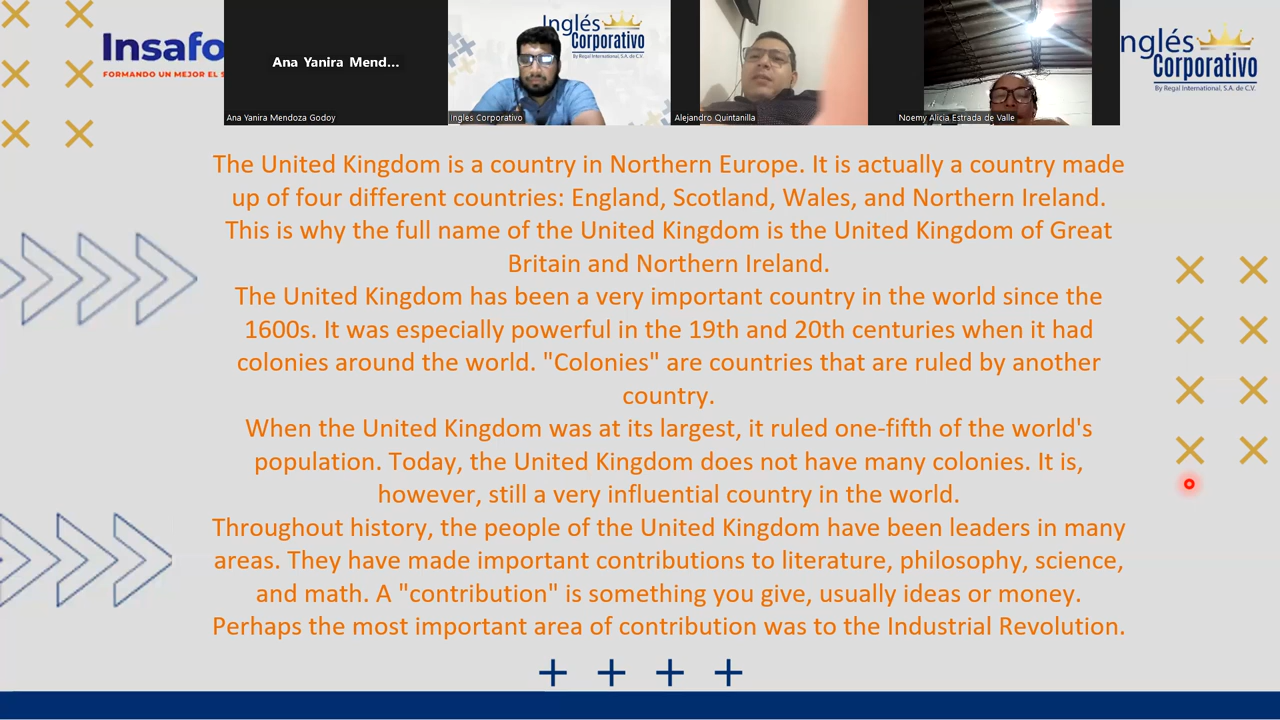 Insafo
FORMANDO UN MEJOR EL S
Ana Yanira Mend...
Ana Yanira Mendoza Godoy
Inglés
Corporativo
By Regal International, S.A. de C.V.
Ingles Corporativo
Alejandro Quintanilla
Noemy Alicia Estrada de Valle
nglés
Corporativo
By Regal International, S.A. de C.V.
The United Kingdom is a country in Northern Europe. It is actually a country made
up of four different countries: England, Scotland, Wales, and Northern Ireland.
This is why the full name of the United Kingdom is the United Kingdom of Great
Britain and Northern Ireland.
The United Kingdom has been a very important country in the world since the
1600s. It was especially powerful in the 19th and 20th centuries when it had
colonies around the world. "Colonies" are countries that are ruled by another
country.
When the United Kingdom was at its largest, it ruled one-fifth of the world's
population. Today, the United Kingdom does not have many colonies. It is,
however, still a very influential country in the world.
Throughout history, the people of the United Kingdom have been leaders in many
areas. They have made important contributions to literature, philosophy, science,
and math. A "contribution" is something you give, usually ideas or money.
Perhaps the most important area of contribution was to the Industrial Revolution.